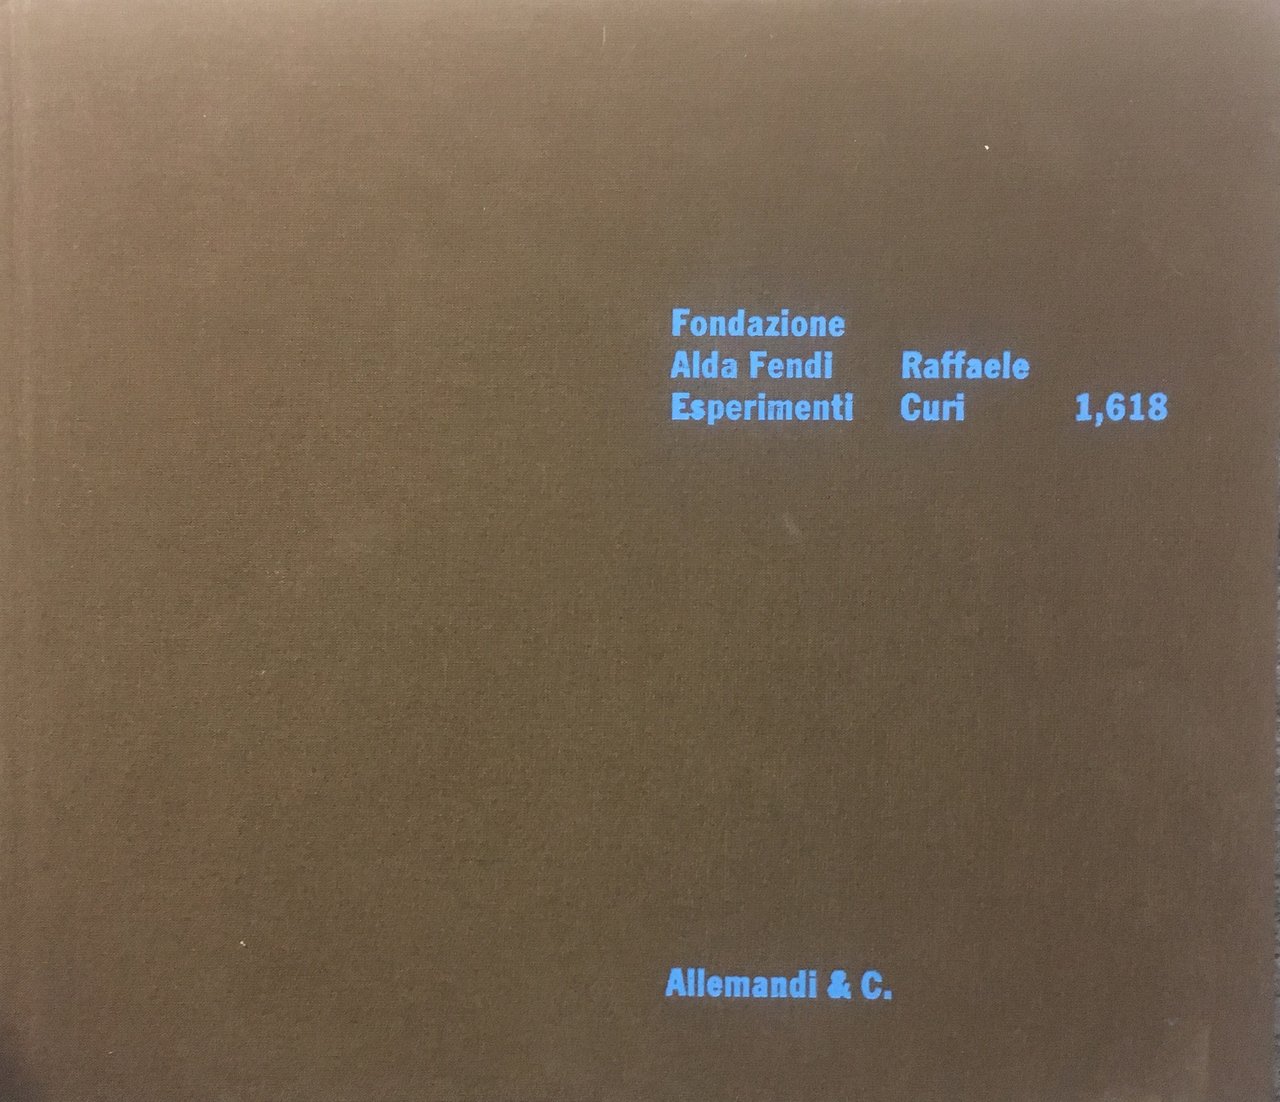 Fondazione
Alda Fendi Raffaele
Esperimenti Curi 1,618
Allemandi & C.